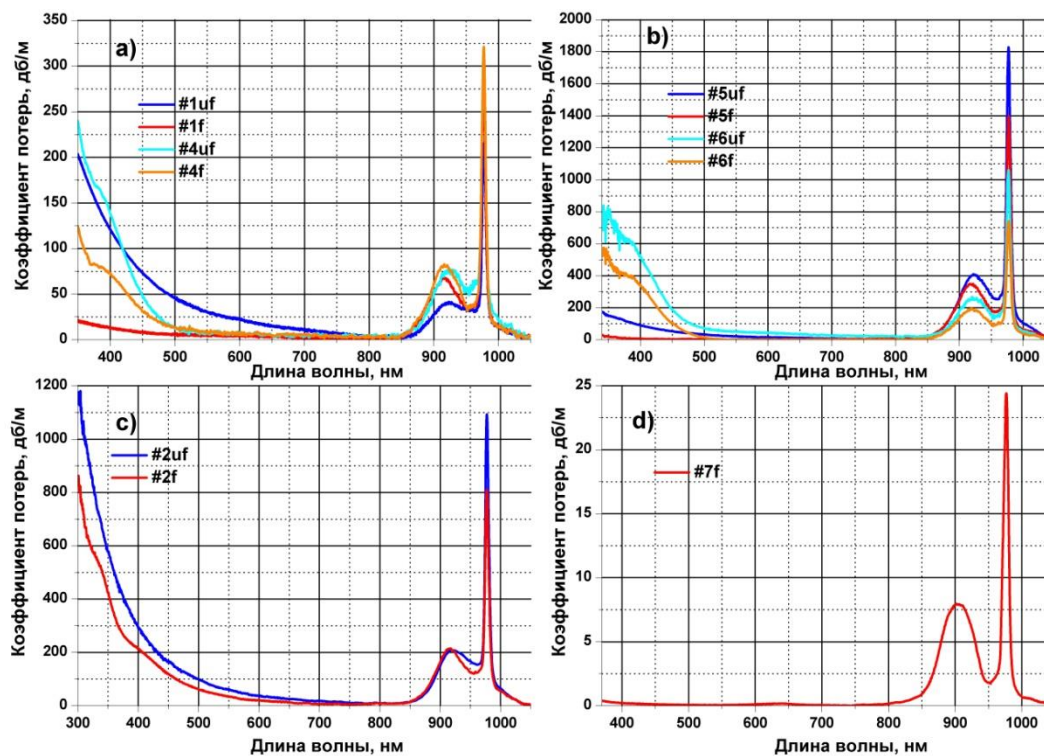 a)
Коэффициент потерь, дб/м
350
300
250
200
150
100
50
0
#1uf
#1f
#4uf
#4f
400 500 600 700 800 900 1000
Длина волны, нм
b)
Коэффициент потерь, дб/м
2000
1800
1600
1400
1200
1000
800
600
400
200
0
#5uf
#5f
#6uf
#6f
400 500 600 700 800 900 1000
Длина волны, нм
c)
Коэффициент потерь, дб/м
1200
1000
800
600
400
200
0
#2uf
#2f
300 400 500 600 700 800 900 1000
Длина волны, нм
d)
Коэффициент потерь, дб/м
25
20
15
10
5
0
#7f
400 500 600 700 800 900 1000
Длина волны, нм